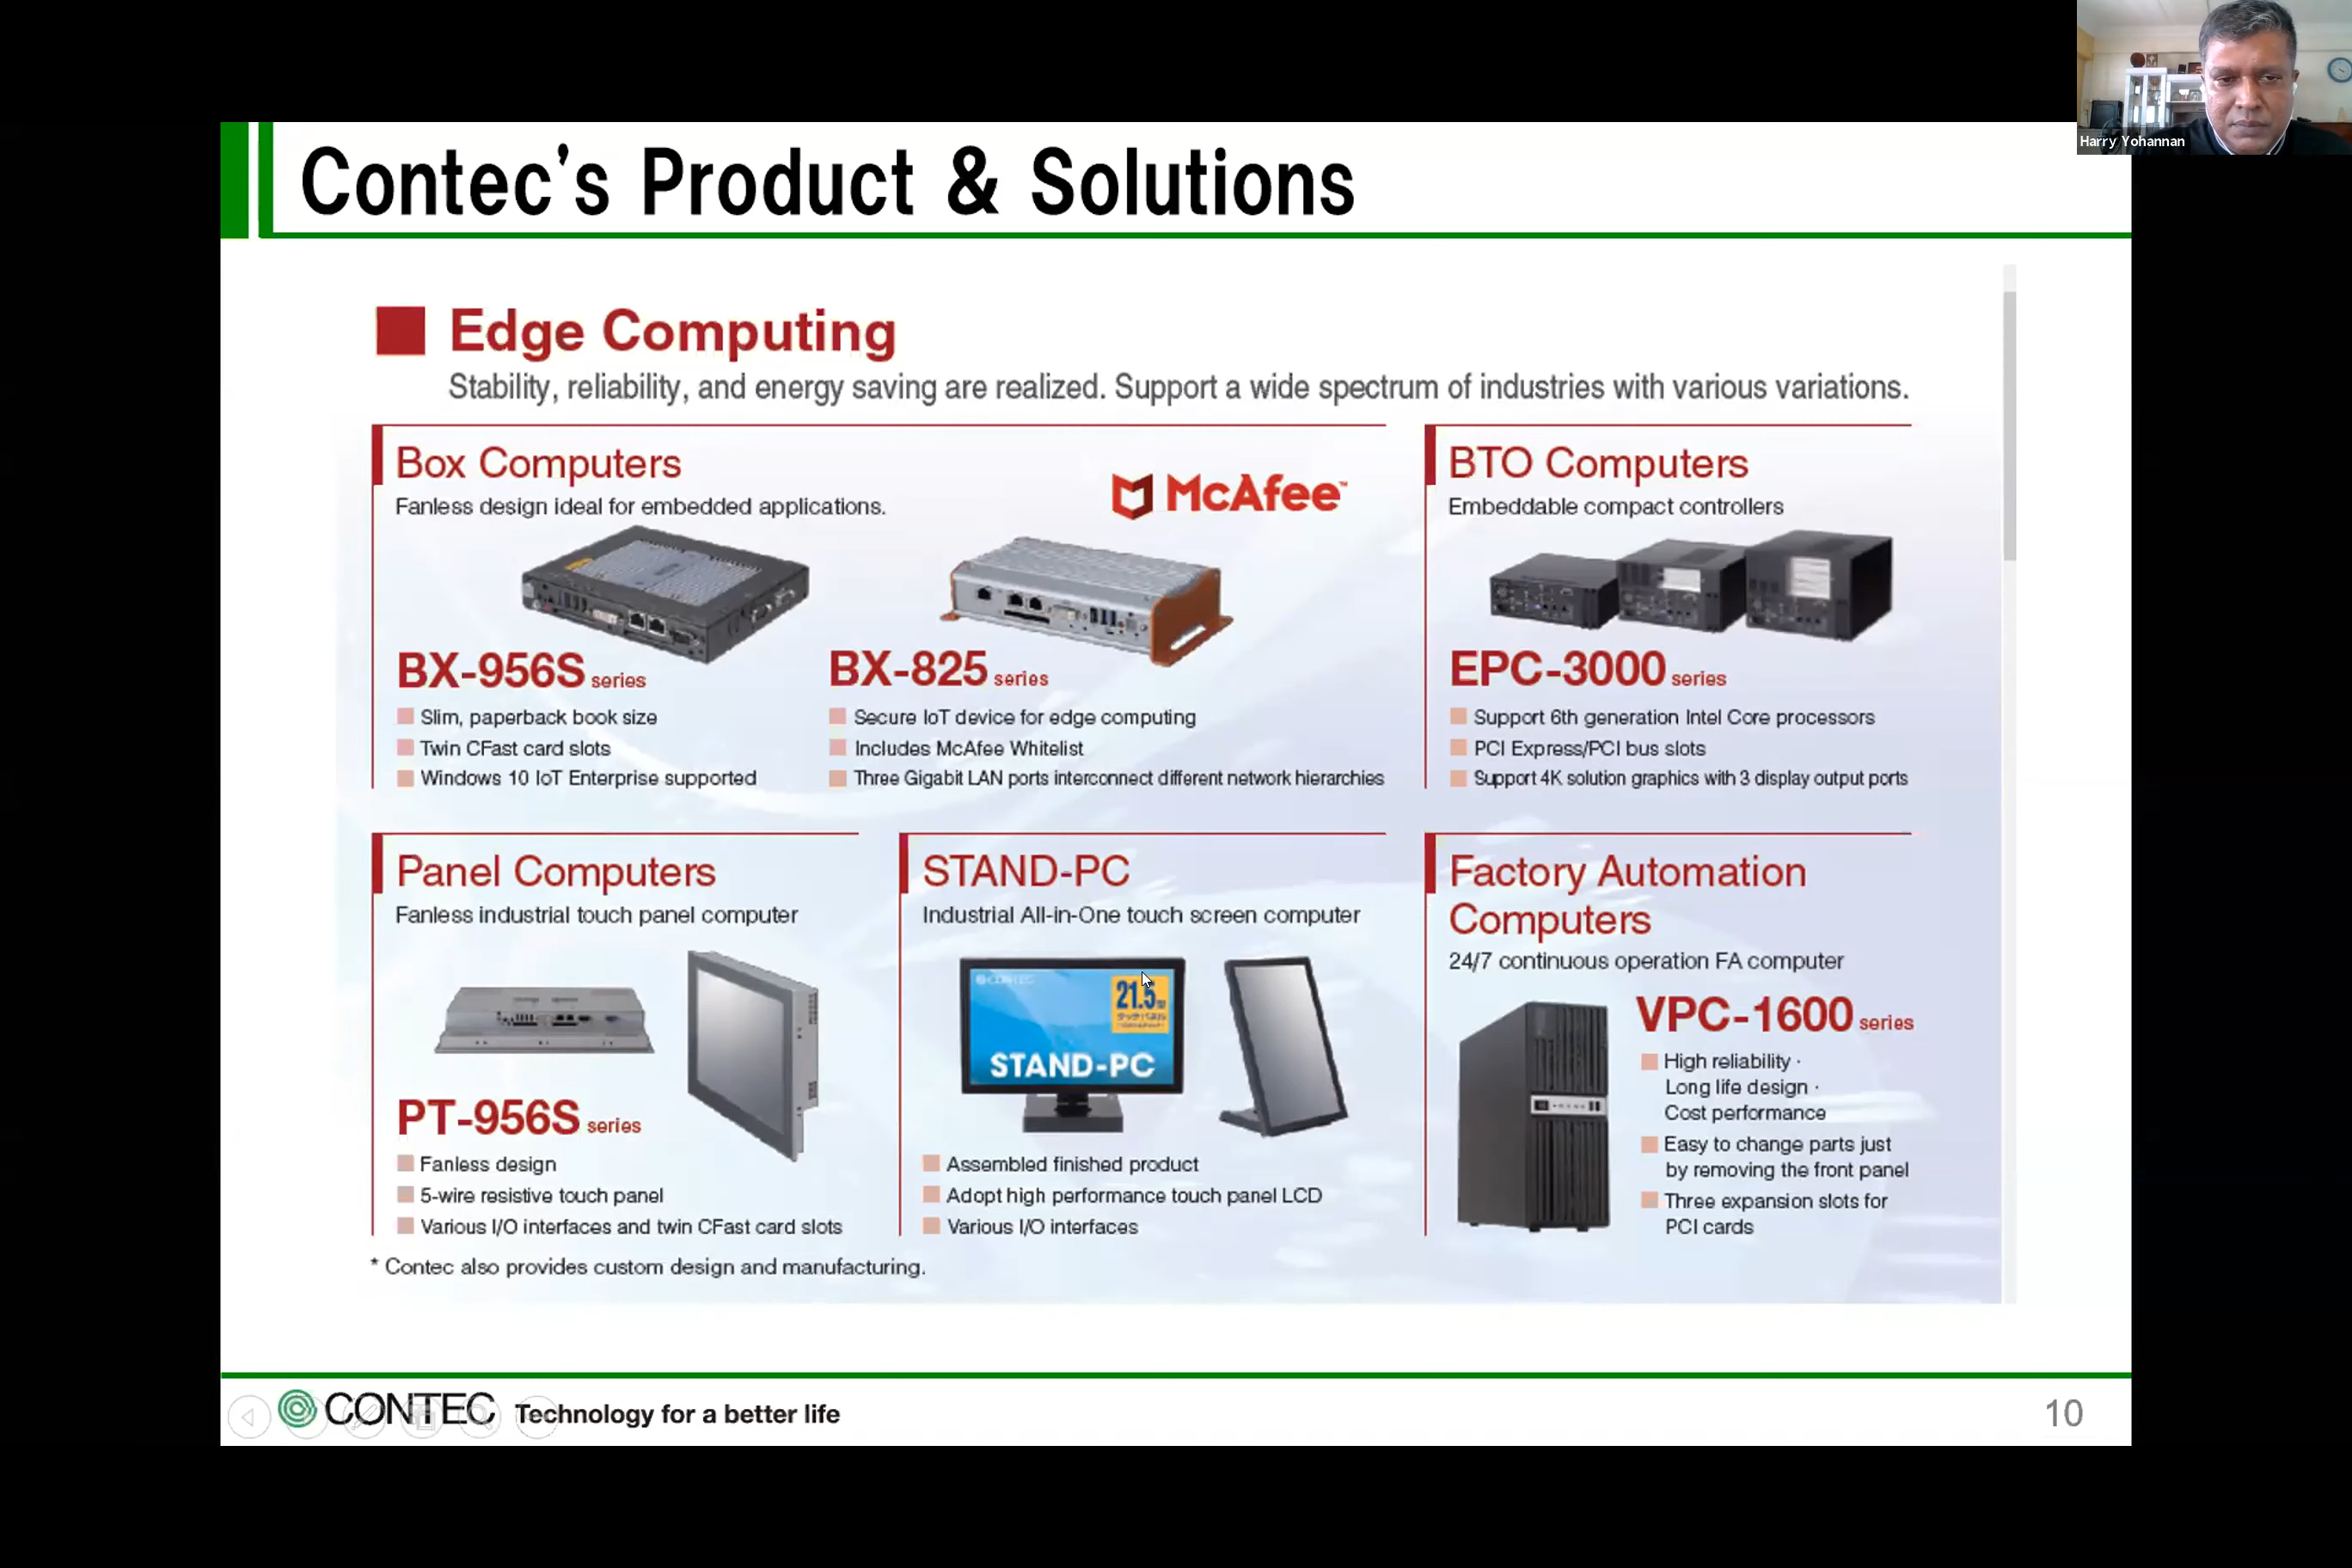 Harry Yohannan
Contec's Product & Solutions
Edge Computing
Stability, reliability, and energy saving are realized. Support a wide spectrum of industries with various variations.
Box Computers
Fanless design ideal for embedded applications.
McAfee™
BX-956S series
Slim, paperback book size
Twin CFast card slots
Windows 10 IoT Enterprise supported
BX-825 series
Secure IoT device for edge computing
Includes McAfee Whitelist
Three Gigabit LAN ports interconnect different network hierarchies
BTO Computers
Embeddable compact controllers
EPC-3000 series
Support 6th generation Intel Core processors
PCI Express/PCI bus slots
Support 4K solution graphics with 3 display output ports
Panel Computers
Fanless industrial touch panel computer
PT-956S series
Fanless design
5-wire resistive touch panel
Various I/O interfaces and twin CFast card slots
STAND-PC
Industrial All-in-One touch screen computer
CONTEC
21.5
STAND-PC
Assembled finished product
Adopt high performance touch panel LCD
Various I/O interfaces
Factory Automation
Computers
24/7 continuous operation FA computer
VPC-1600 series
High reliability ·
Long life design ·
Cost performance
Easy to change parts just
by removing the front panel
Three expansion slots for
PCI cards
* Contec also provides custom design and manufacturing.
CONTEC Technology for a better life
10